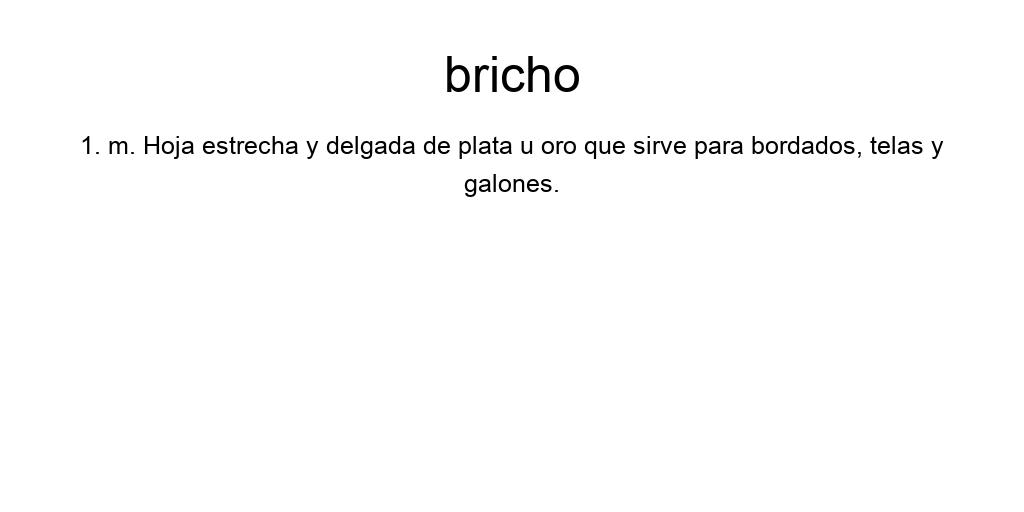 bricho
1. m. Hoja estrecha y delgada de plata u oro que sirve para bordados, telas y
galones.